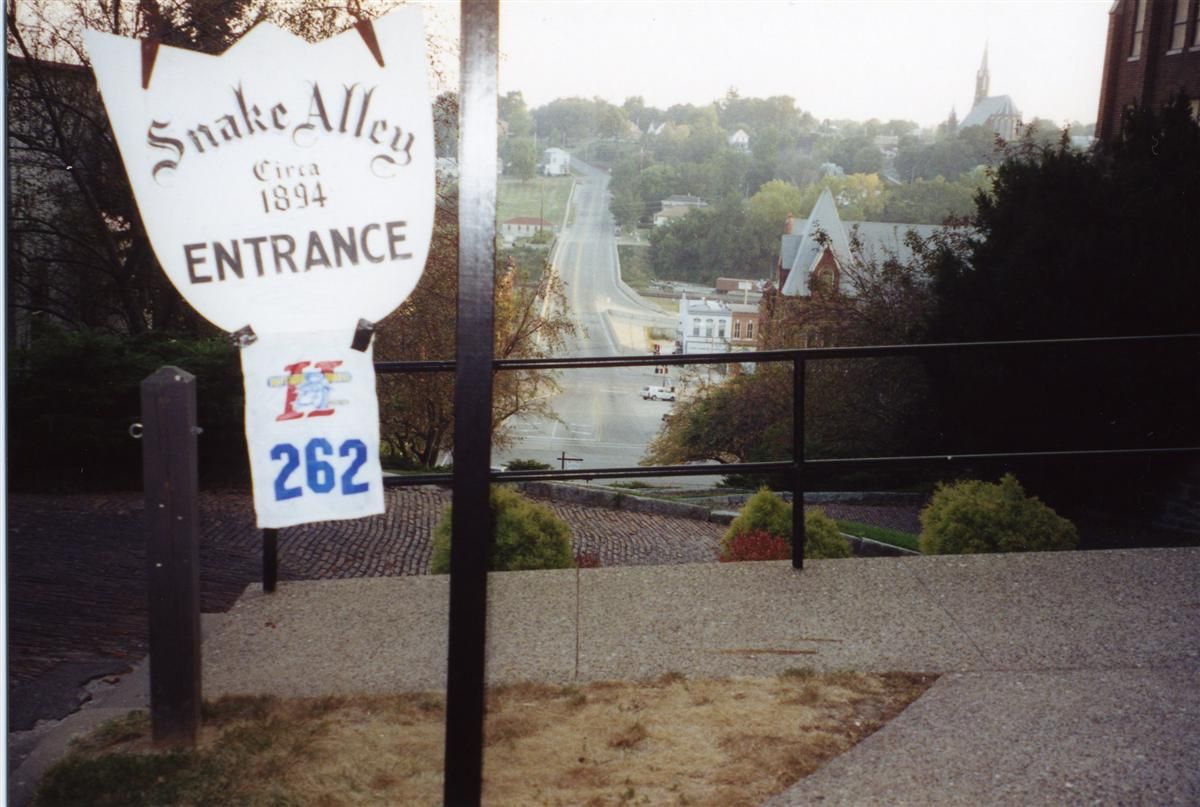 Snake Alley
Circa
1894
ENTRANCE
H
262